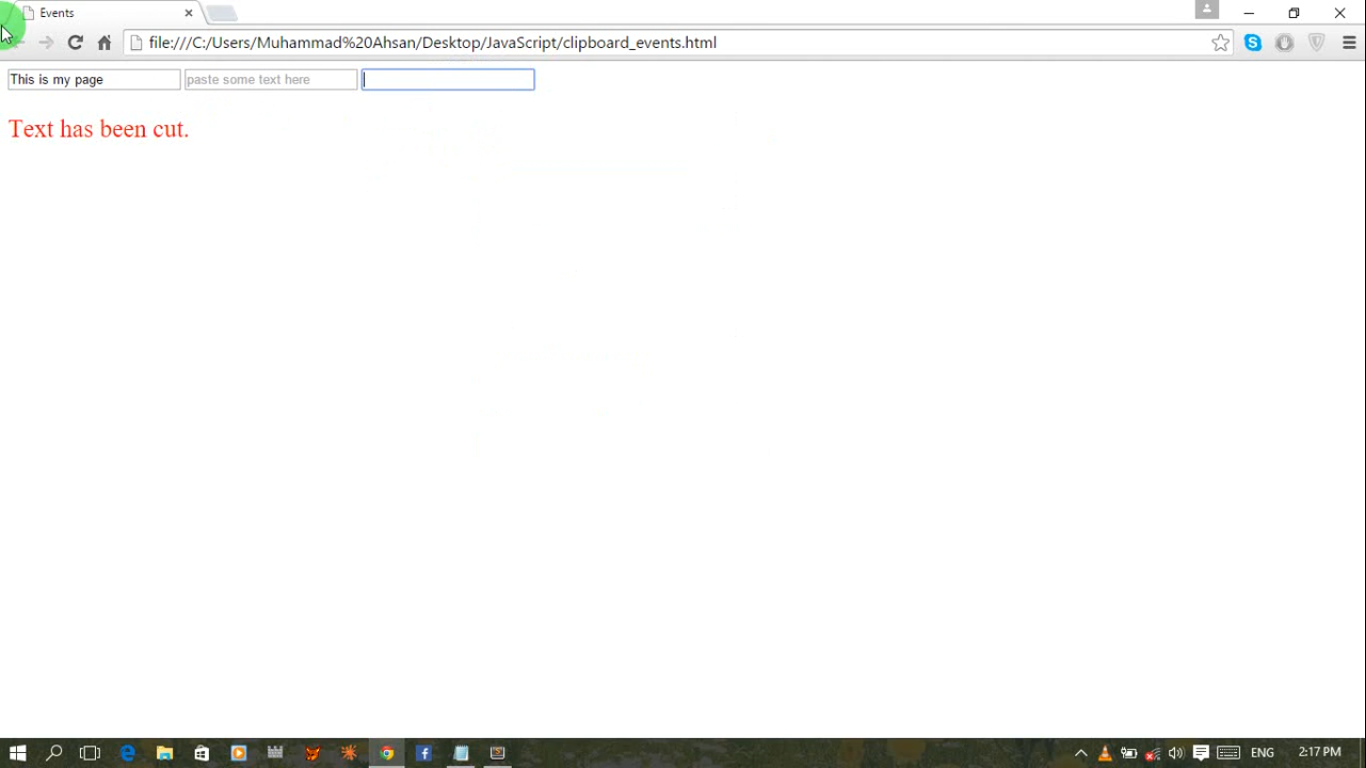 Events
file:///C:/Users/Muhammad%20Ahsan/Desktop/JavaScript/clipboard_events.html
This is my page paste some text here
Text has been cut.
ENG 2:17 PM